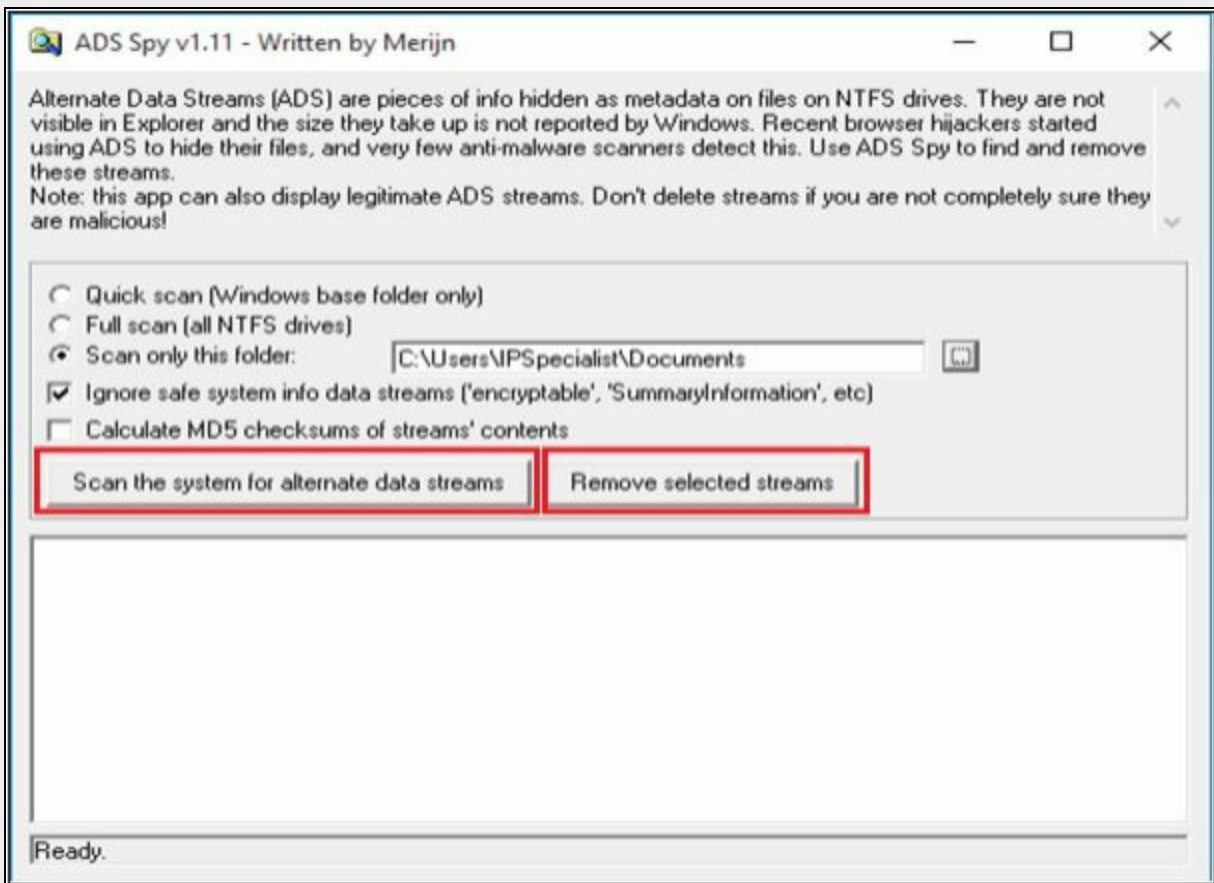 ADS Spy v1.11 - Written by Merijn
Alternate Data Streams (ADS) are pieces of info hidden as metadata on files on NTFS drives. They are not
visible in Explorer and the size they take up is not reported by Windows. Recent browser hijackers started
using ADS to hide their files, and very few anti-malware scanners detect this. Use ADS Spy to find and remove
these streams.
Note: this app can also display legitimate ADS streams. Don't delete streams if you are not completely sure they
are malicious!
Quick scan (Windows base folder only)
Full scan (all NTFS drives)
Scan only this folder: C:\Users\IPSpecialist\Documents
Ignore safe system info data streams ('encryptable', 'SummaryInformation', etc)
Calculate MD5 checksums of streams' contents
Scan the system for alternate data streams Remove selected streams
Ready.